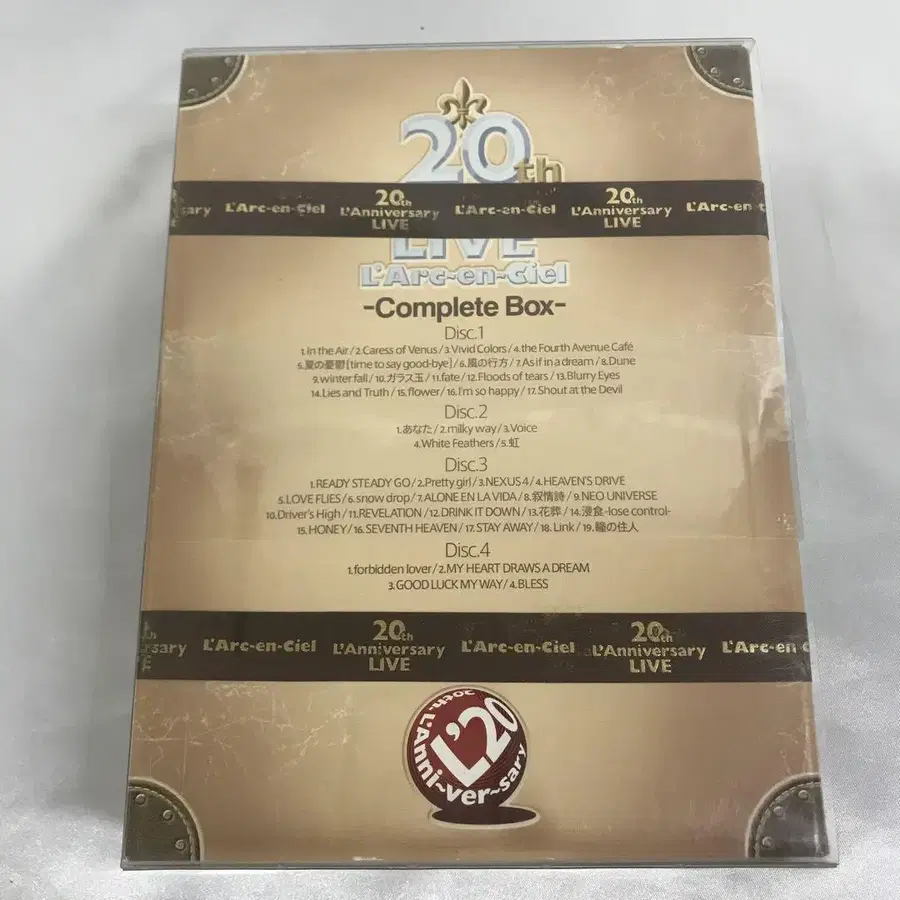 20th
sary L'Arc-en-Ciel 20th L'Anniversary LIVE L'Arc-en-Ciel 20th L'Anniversary LIVE L'Arc-en-
LIVE
L'Arc~en~Ciel
-Complete Box-
Disc.1
1.In the Air / 2.Caress of Venus / 3.Vivid Colors / 4.the Fourth Avenue Café
5.夏の憂鬱 [time to say good-bye] / 6.風の行方 / 7.As if in a dream / 8.Dune
9.winter fall / 10.ガラス玉 / 11.fate / 12.Floods of tears / 13.Blurry Eyes
14.Lies and Truth / 15.flower / 16.I'm so happy / 17.Shout at the Devil
Disc.2
1.あなた / 2.milky way / 3.Voice
4.White Feathers / 5.虹
Disc.3
1.READY STEADY GO / 2.Pretty girl / 3.NEXUS 4 / 4.HEAVEN'S DRIVE
5.LOVE FLIES / 6.snow drop / 7.ALONE EN LA VIDA / 8.叙情詩 / 9.NEO UNIVERSE
10.Driver's High / 11.REVELATION / 12.DRINK IT DOWN / 13.花葬 / 14.浸食-lose control-
15.HONEY / 16.SEVENTH HEAVEN / 17.STAY AWAY / 18.Link / 19.瞳の住人
Disc.4
1.forbidden lover / 2.MY HEART DRAWS A DREAM
3.GOOD LUCK MY WAY / 4.BLESS
th sary LIVE L'Arc-en-Ciel 20th L'Anniversary LIVE L'Arc-en-Ciel 20th L'Anniversary LIVE L'Arc-en-C
20th. L'Anni~ver~sary
L'20